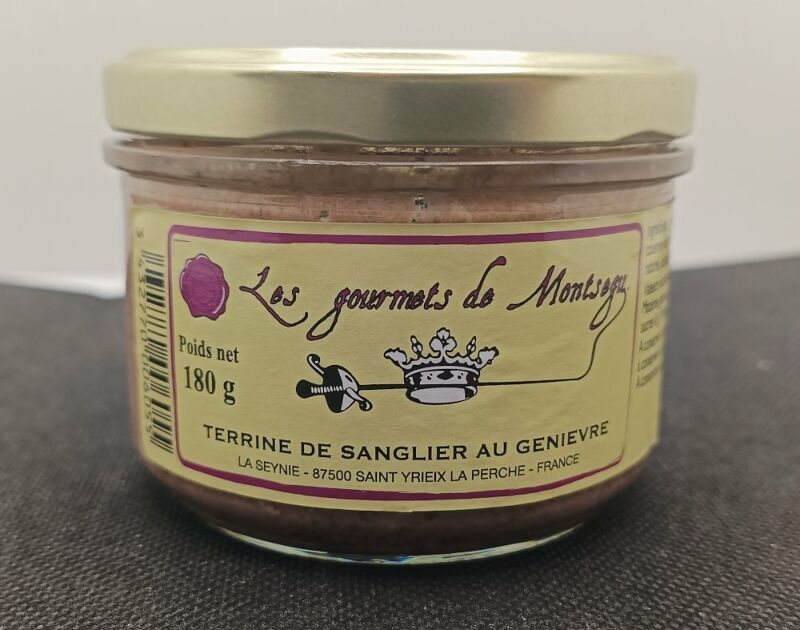 Les gourmets de Montsegu
Poids net
180 g
TERRINE DE SANGLIER AU GENIEVRE
LA SEYNIE - 87500 SAINT YRIEIX LA PERCHE - FRANCE